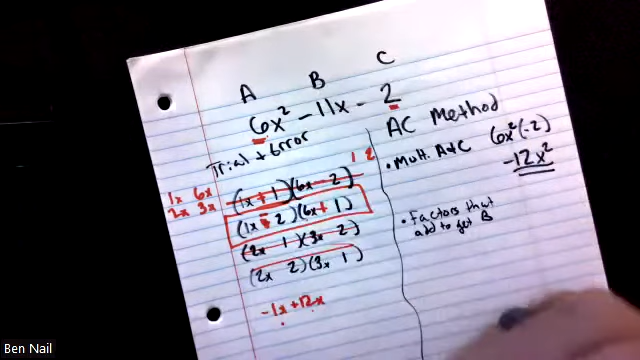 A B C
6x² - 11x - 2
Trial + Error
1x 6x
2x 3x
1 2
(1x + 1)(6x - 2)
(1x - 2)(6x + 1)
(2x 1)(3x 2)
(2x 2)(3x 1)
-1x + 12x
AC Method
• Mult. A & C
6x²(-2)
-12x²
• Factors that
add to get B
Ben Nail